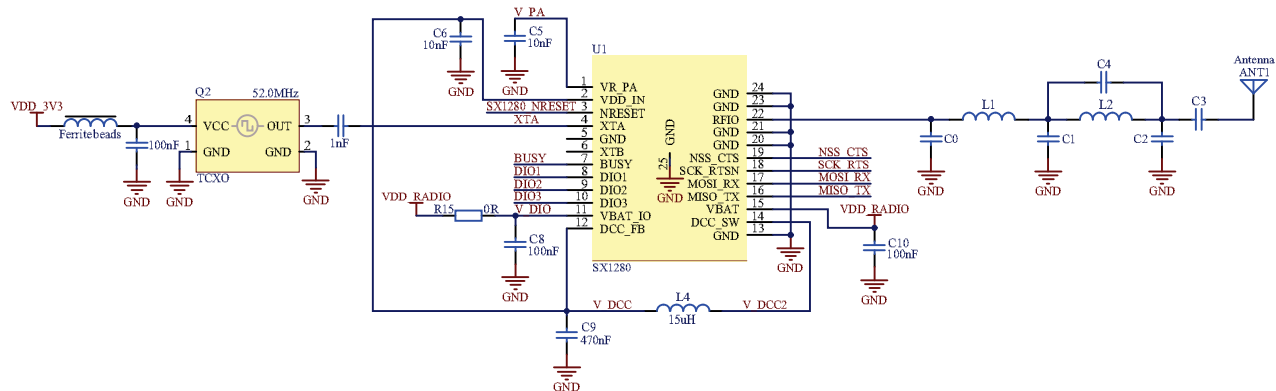 VDD_3V3
Ferritebeads
100nF
GND
Q2
52.0MHz
4
VCC
OUT
3
1
GND
GND
2
TCXO
GND
GND
1nF
C6
10nF
GND
V_PA
C5
10nF
GND
SX1280_NRESET
XTA
BUSY
DIO1
DIO2
DIO3
V_DIO
VDD_RADIO
R15
0R
C8
100nF
GND
U1
1
VR_PA
2
VDD_IN
3
NRESET
4
XTA
5
GND
6
XTB
7
BUSY
8
DIO1
9
DIO2
10
DIO3
11
VBAT_IO
12
DCC_FB
GND
25
GND
GND
24
GND
23
RFIO
22
GND
21
GND
20
NSS_CTS
19
SCK_RTSN
18
MOSI_RX
17
MISO_TX
16
VBAT
15
DCC_SW
14
GND
13
SX1280
NSS_CTS
SCK_RTS
MOSI_RX
MISO_TX
VDD_RADIO
C10
100nF
GND
GND
V_DCC
L4
15uH
V_DCC2
C9
470nF
GND
C0
GND
L1
C1
GND
C4
L2
C2
GND
C3
Antenna
ANT1